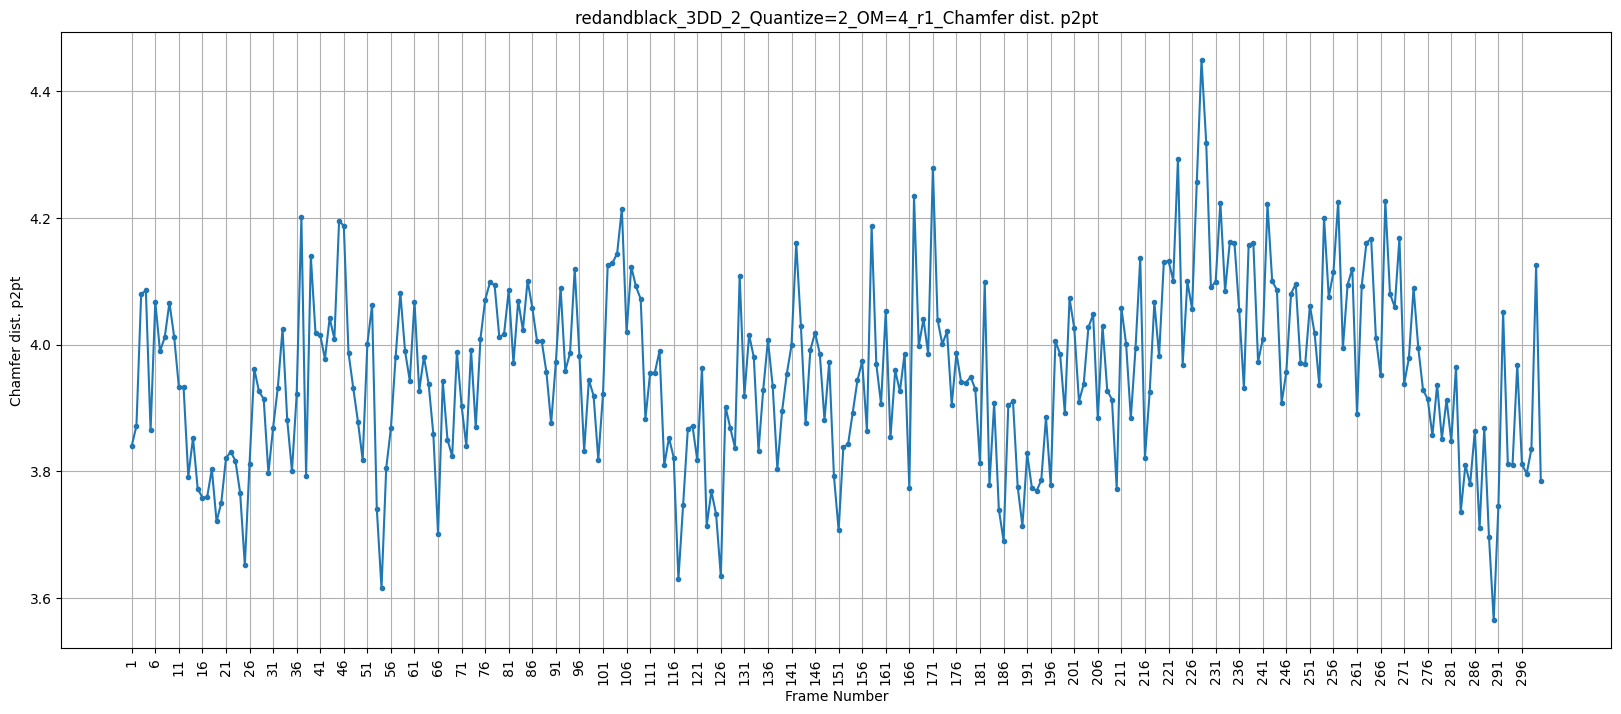 redandblack_3DD_2_Quantize=2_OM=4_r1_Chamfer dist. p2pt
Chamfer dist. p2pt
4.4
4.2
4.0
3.8
3.6
1 6 11 16 21 26 31 36 41 46 51 56 61 66 71 76 81 86 91 96 101 106 111 116 121 126 131 136 141 146 151 156 161 166 171 176 181 186 191 196 201 206 211 216 221 226 231 236 241 246 251 256 261 266 271 276 281 286 291 296
Frame Number